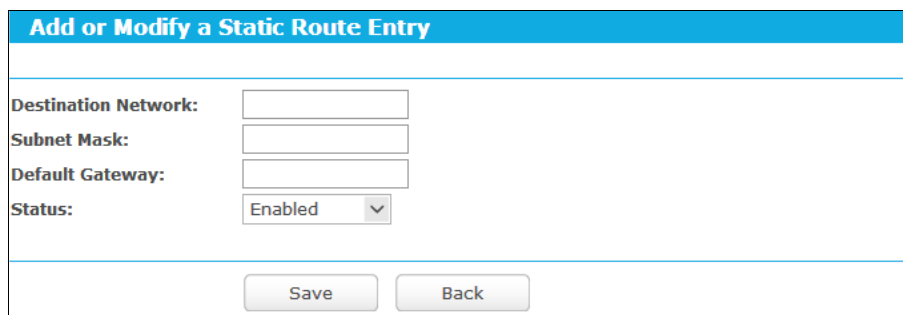 Add or Modify a Static Route Entry
Destination Network:
Subnet Mask:
Default Gateway:
Status: Enabled
Save Back